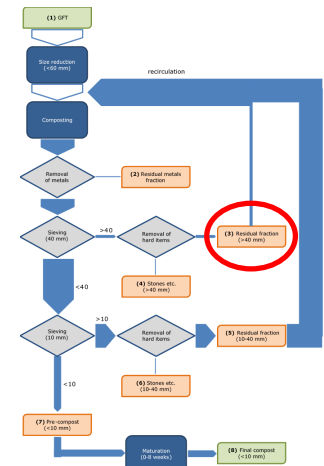 (1) GFT
Size reduction
(<60 mm)
recirculation
Composting
Removal
of metals
(2) Residual metals
fraction
Sieving
(40 mm)
>40
Removal of
hard items
(3) Residual fraction
(>40 mm)
(4) Stones etc.
(>40 mm)
<40
Sieving
(10 mm)
>10
Removal of
hard items
(5) Residual fraction
(10-40 mm)
(6) Stones etc.
(10-40 mm)
<10
(7) Pre-compost
(<10 mm)
Maturation
(0-8 weeks)
(8) Final compost
(<10 mm)